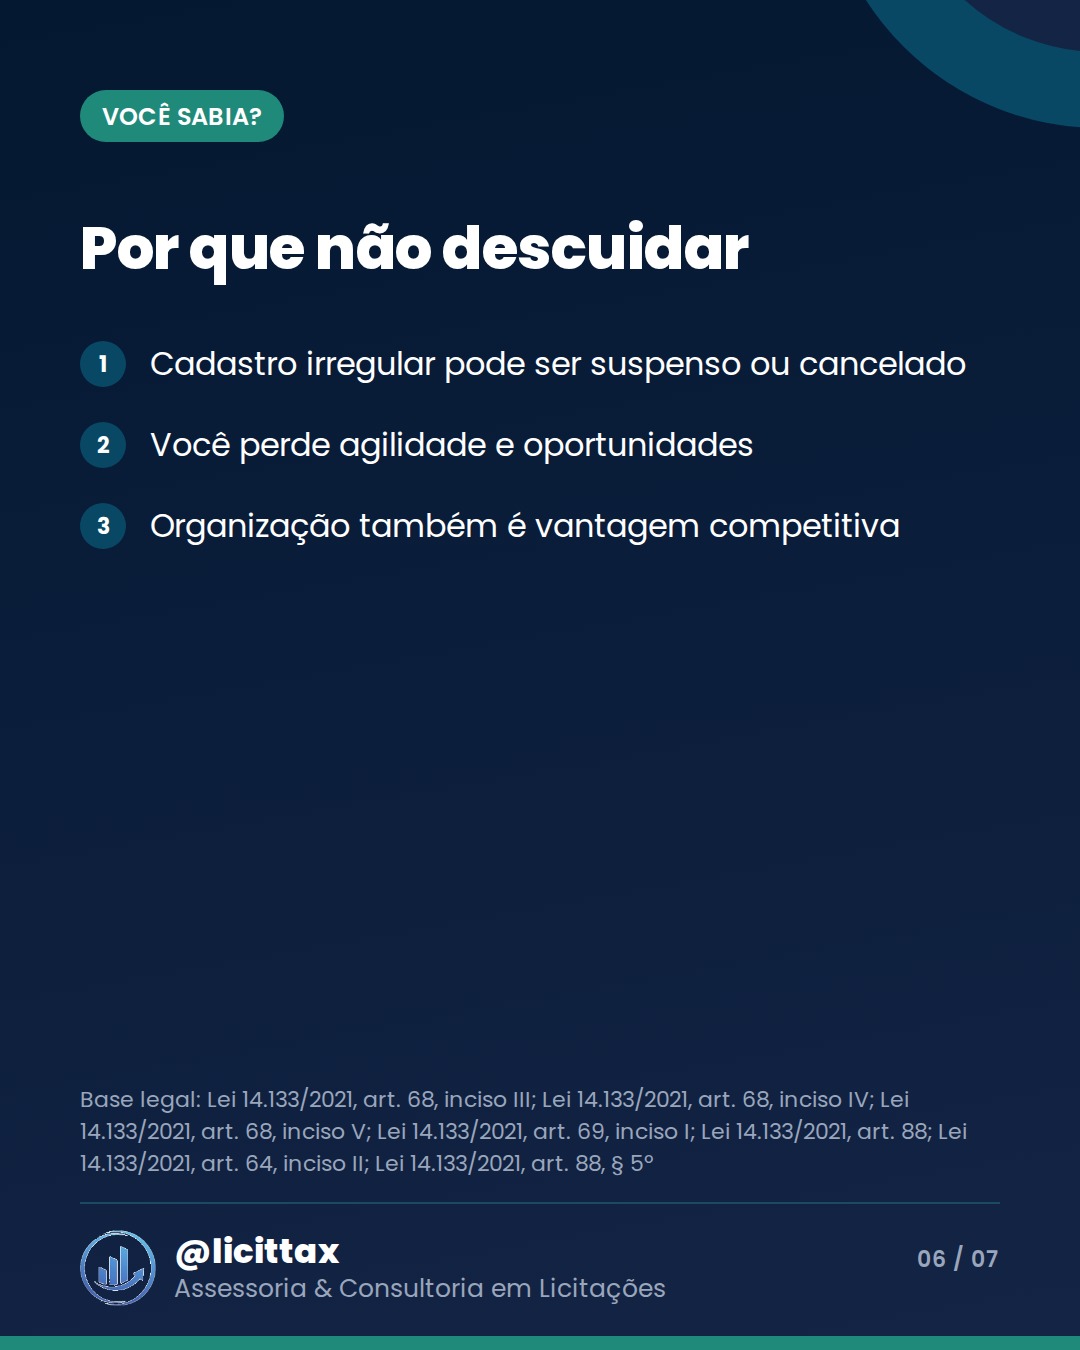 VOCÊ SABIA?
Por que não descuidar
1 Cadastro irregular pode ser suspenso ou cancelado
2 Você perde agilidade e oportunidades
3 Organização também é vantagem competitiva
Base legal: Lei 14.133/2021, art. 68, inciso III; Lei 14.133/2021, art. 68, inciso IV; Lei
14.133/2021, art. 68, inciso V; Lei 14.133/2021, art. 69, inciso I; Lei 14.133/2021, art. 88; Lei
14.133/2021, art. 64, inciso II; Lei 14.133/2021, art. 88, § 5º
@licittax
Assessoria & Consultoria em Licitações
06 / 07